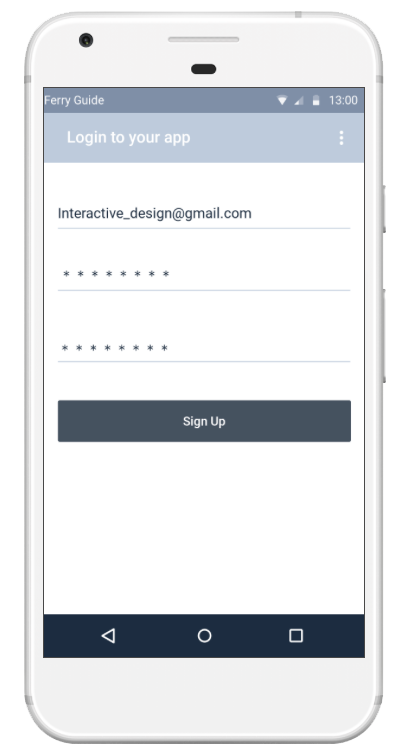 Ferry Guide 13:00
Login to your app
Interactive_design@gmail.com
* * * * * * * *
* * * * * * * *
Sign Up